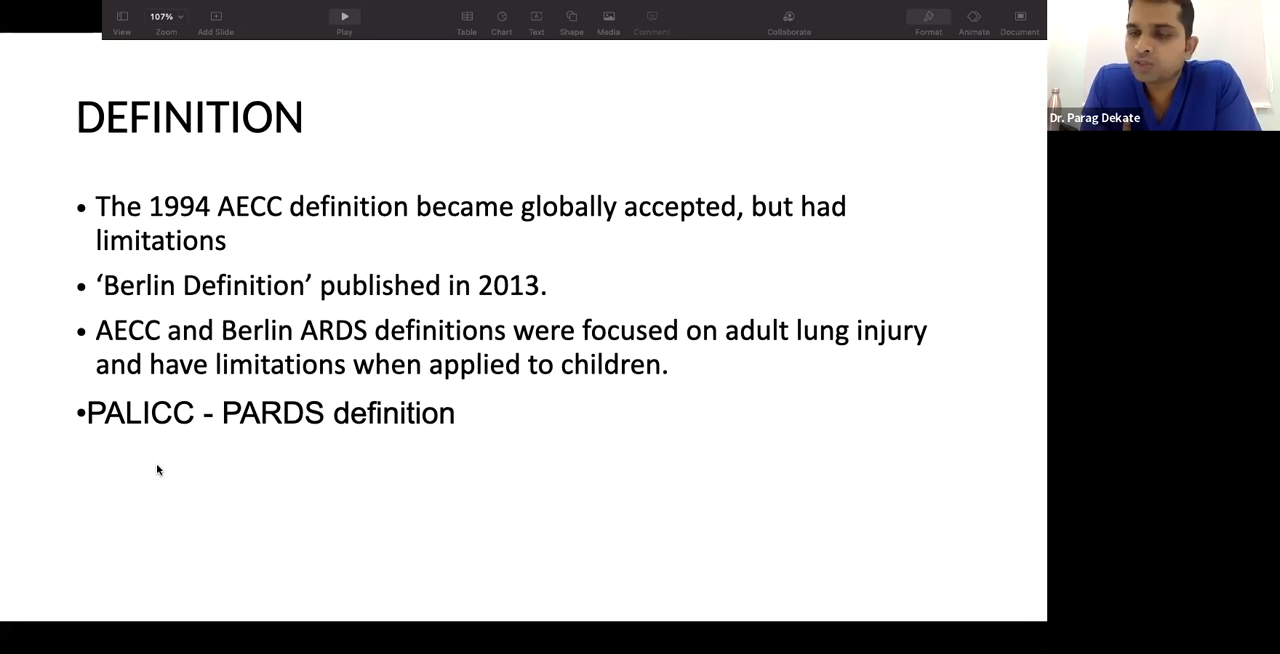 107%
View
Zoom
Add Slide
Play
Table
Chart
Text
Shape
Media
Comment
Collaborate
Format
Animate
Document
Dr. Parag Dekate
DEFINITION
• The 1994 AECC definition became globally accepted, but had
limitations
• ‘Berlin Definition’ published in 2013.
• AECC and Berlin ARDS definitions were focused on adult lung injury
and have limitations when applied to children.
•PALICC - PARDS definition